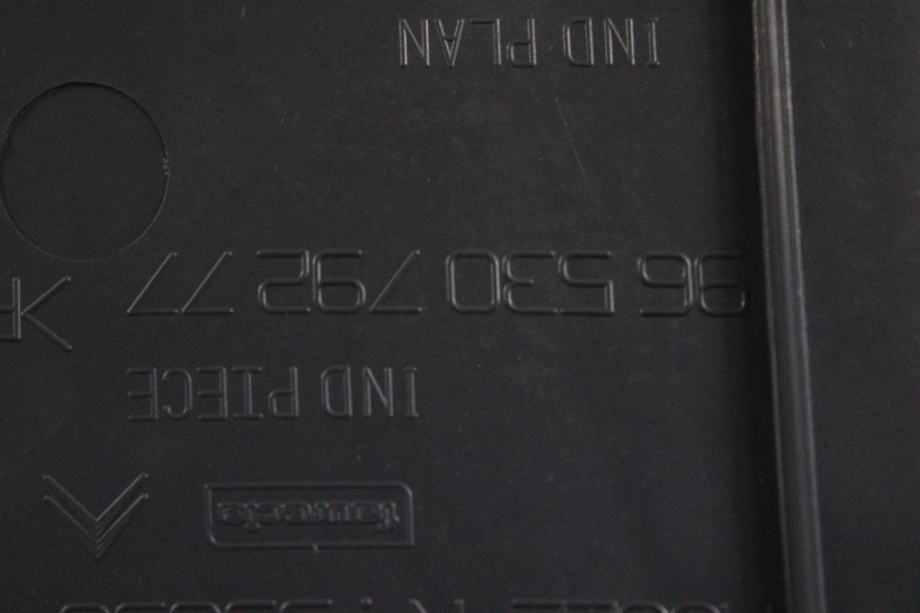 faurecia
IND PIECE
96 530 792 77
IND PLAN